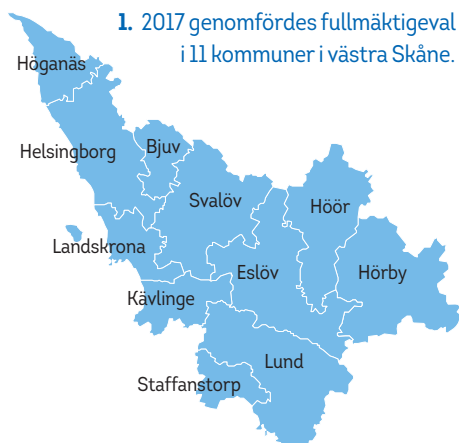 1. 2017 genomfördes fullmäktigeval
i 11 kommuner i västra Skåne.
Höganäs
Helsingborg
Bjuv
Svalöv
Höör
Landskrona
Hörby
Eslöv
Kävlinge
Lund
Staffanstorp